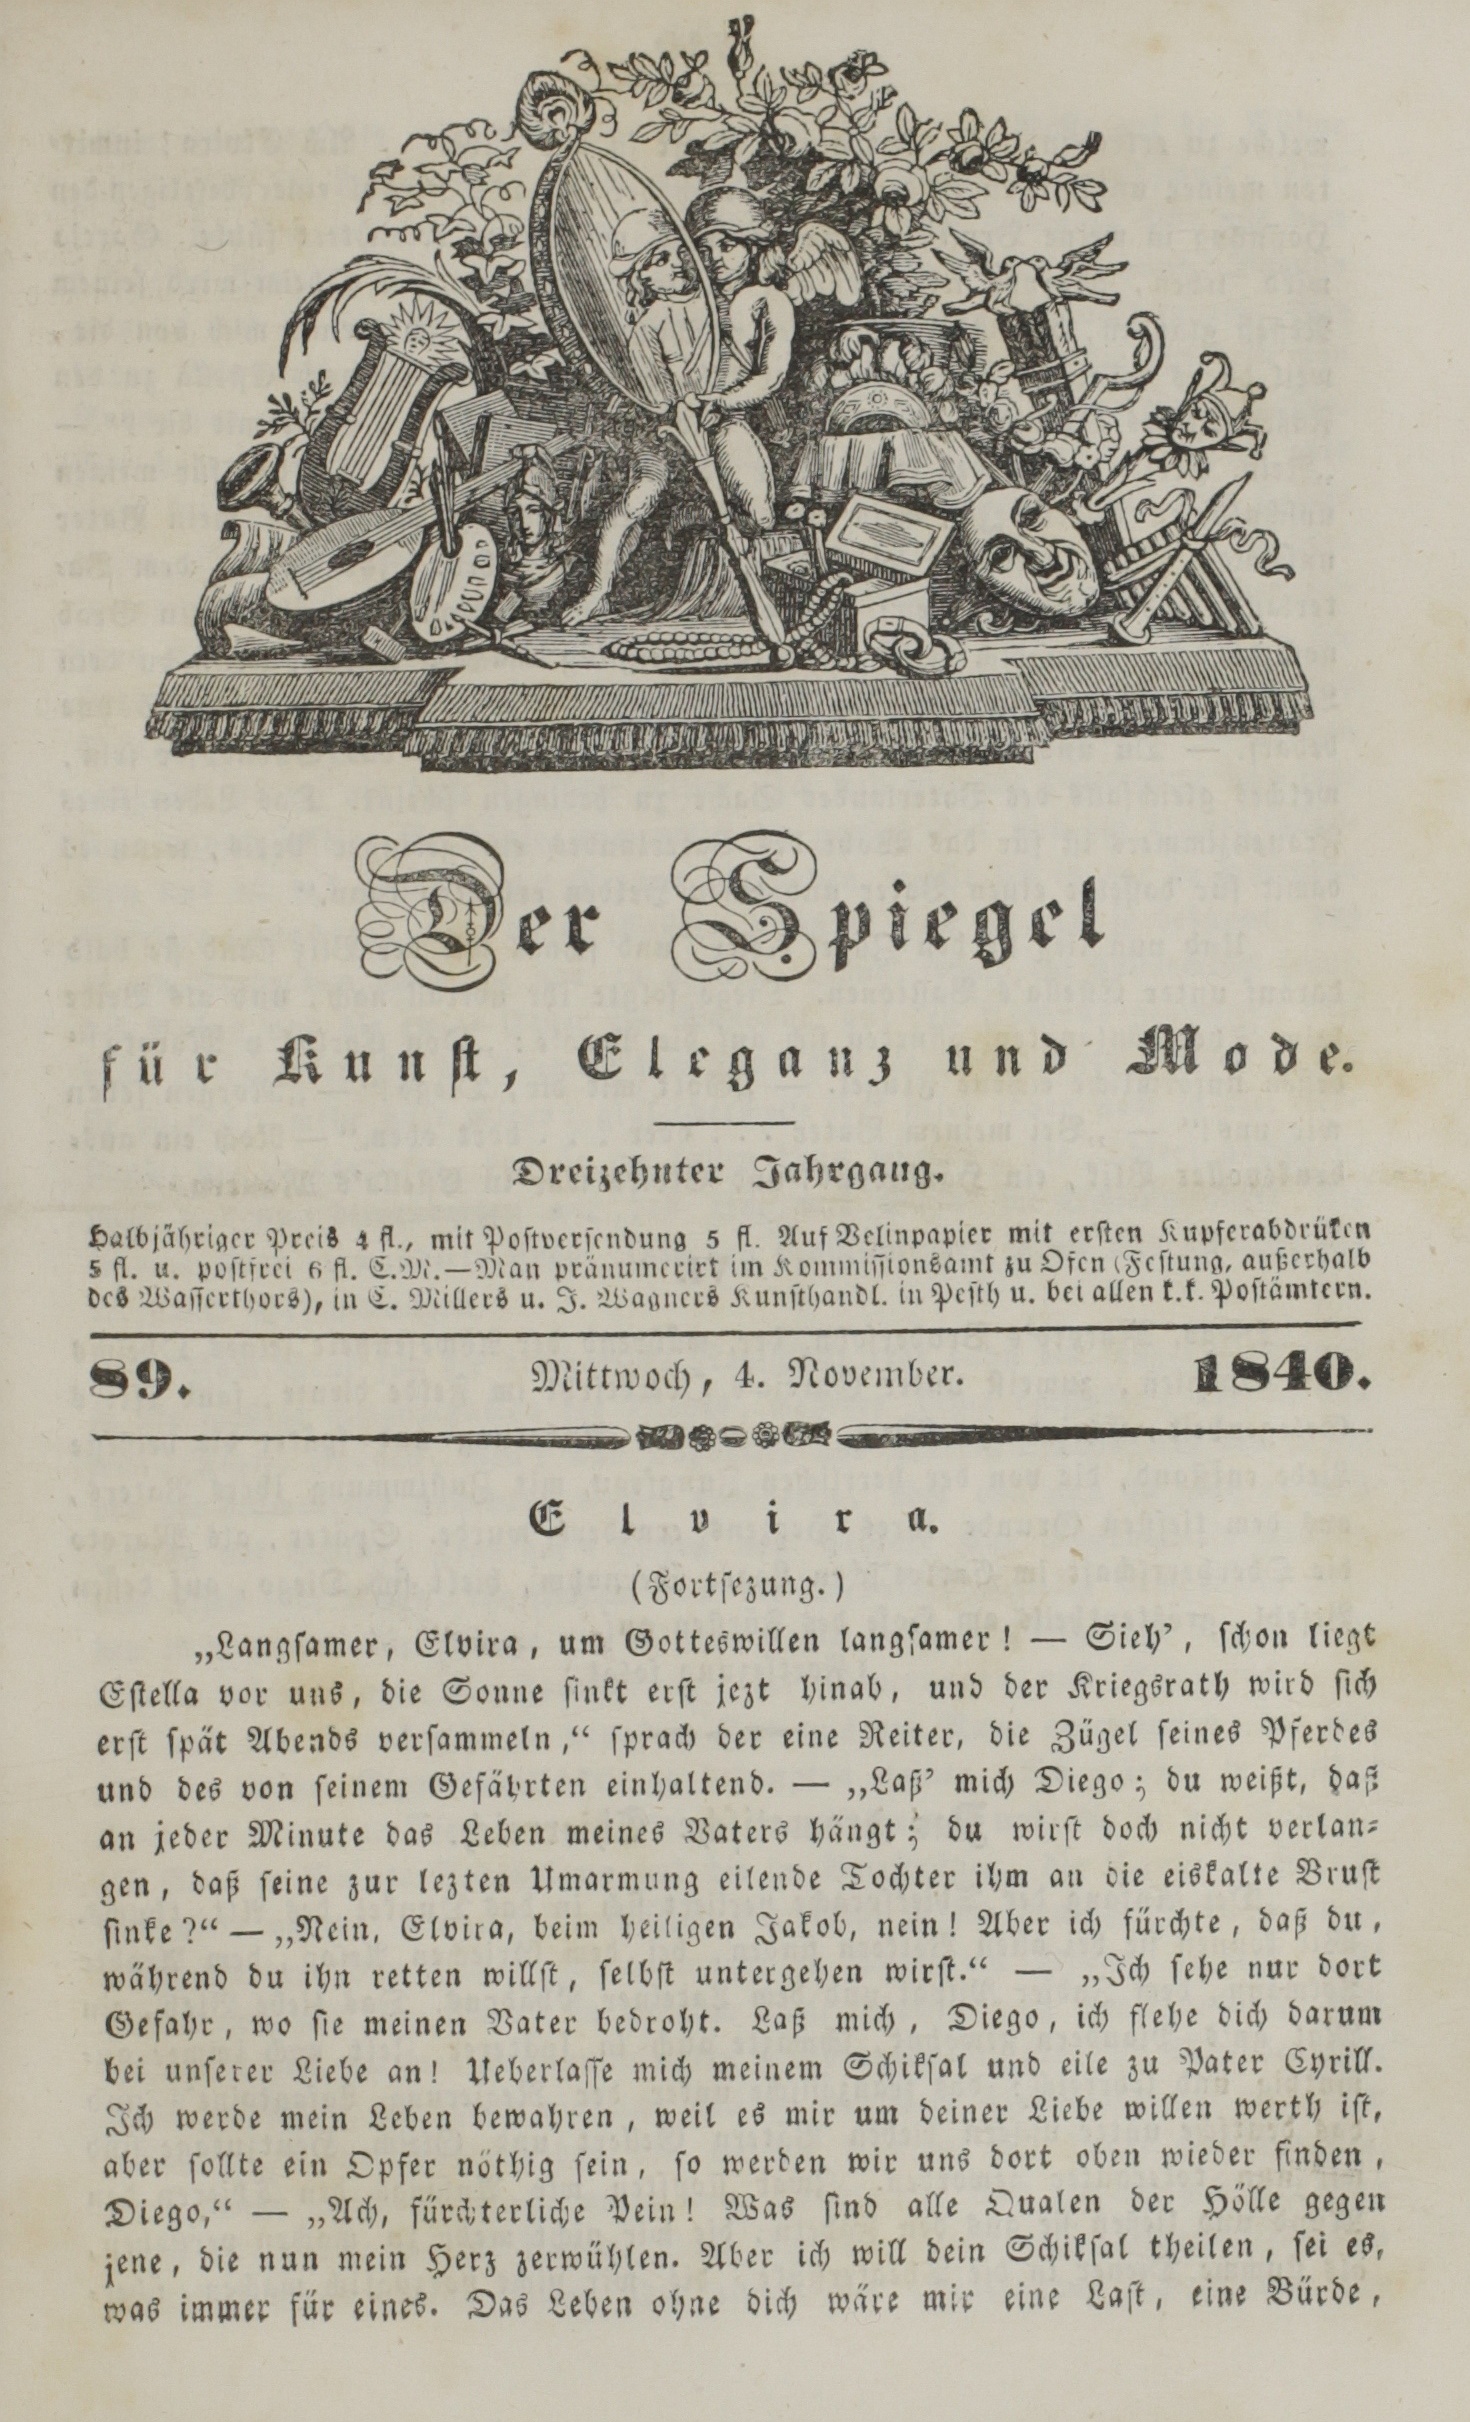 Der Spiegel
für Kunst, Eleganz und Mode.
Dreizehnter Jahrgang.
Halbjähriger Preis 4 fl., mit Postversendung 5 fl. Auf Velinpapier mit ersten Kupferabdrüken
5 fl. u. postfrei 6 fl. C.M.—Man pränumerirt im Kommissionsamt zu Ofen (Festung, außerhalb
des Wasserthors), in C. Millers u. J. Wagners Kunsthandl. in Pesth u. bei allen k.k. Postämtern.
89. Mittwoch, 4. November. 1840.
Elvira.
(Fortsezung.)
„Langsamer, Elvira, um Gotteswillen langsamer! — Sieh’, schon liegt
Estella vor uns, die Sonne sinkt erst jezt hinab, und der Kriegsrath wird sich
erst spät Abends versammeln,“ sprach der eine Reiter, die Zügel seines Pferdes
und des von seinem Gefährten einhaltend. — „Laß’ mich Diego; du weißt, daß
an jeder Minute das Leben meines Vaters hängt; du wirst doch nicht verlan⸗
gen, daß seine zur lezten Umarmung eilende Tochter ihm an die eiskalte Brust
sinke?“ — „Nein, Elvira, beim heiligen Jakob, nein! Aber ich fürchte, daß du,
während du ihn retten willst, selbst untergehen wirst.“ — „Ich sehe nur dort
Gefahr, wo sie meinen Vater bedroht. Laß mich, Diego, ich flehe dich darum
bei unserer Liebe an! Ueberlasse mich meinem Schiksal und eile zu Pater Cyrill.
Ich werde mein Leben bewahren, weil es mir um deiner Liebe willen werth ist,
aber sollte ein Opfer nöthig sein, so werden wir uns dort oben wieder finden,
Diego,“ — „Ach, fürchterliche Pein! Was sind alle Qualen der Hölle gegen
jene, die nun mein Herz zerwühlen. Aber ich will dein Schiksal theilen, sei es,
was immer für eines. Das Leben ohne dich wäre mir eine Last, eine Bürde,